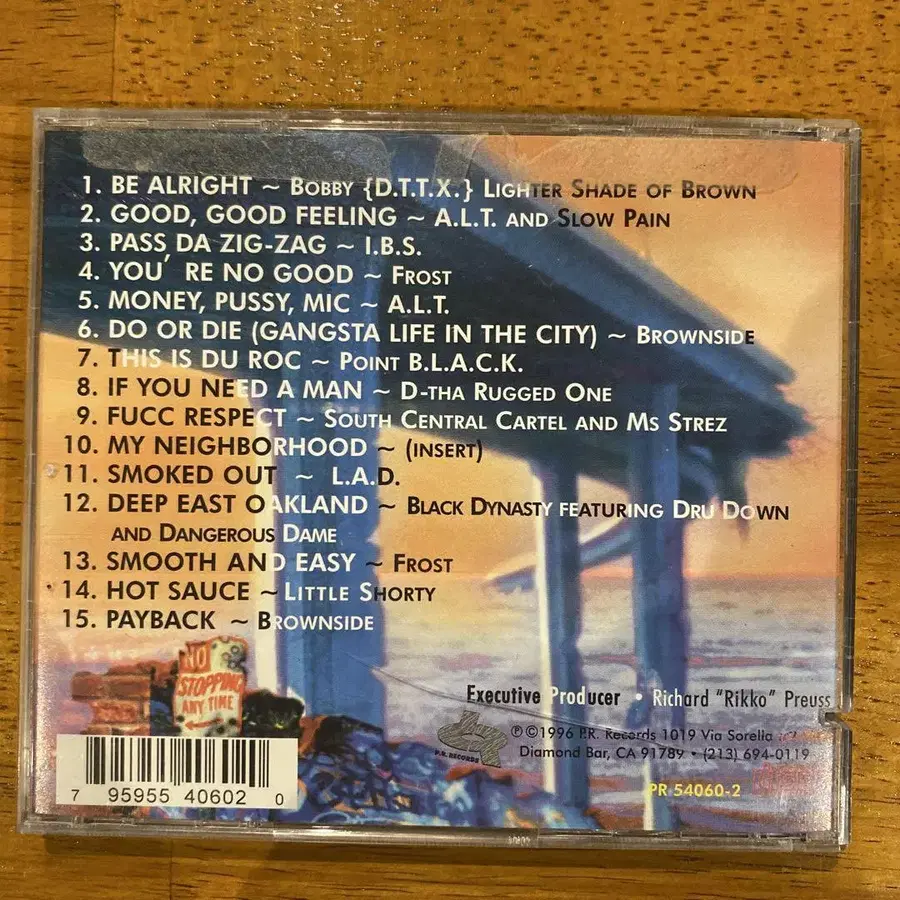 1. BE ALRIGHT ~ BOBBY {D.T.T.X.} LIGHTER SHADE OF BROWN
2. GOOD, GOOD FEELING ~ A.L.T. AND SLOW PAIN
3. PASS DA ZIG-ZAG ~ I.B.S.
4. YOU' RE NO GOOD ~ FROST
5. MONEY, PUSSY, MIC ~ A.L.T.
6. DO OR DIE (GANGSTA LIFE IN THE CITY) ~ BROWNSIDE
7. THIS IS DU ROC ~ POINT B.L.A.C.K.
8. IF YOU NEED A MAN ~ D-THA RUGGED ONE
9. FUCC RESPECT ~ SOUTH CENTRAL CARTEL AND MS STREZ
10. MY NEIGHBORHOOD ~ (INSERT)
11. SMOKED OUT ~ L.A.D.
12. DEEP EAST OAKLAND ~ BLACK DYNASTY FEATURING DRU DOWN
AND DANGEROUS DAME
13. SMOOTH AND EASY ~ FROST
14. HOT SAUCE ~ LITTLE SHORTY
15. PAYBACK ~ BROWNSIDE
NO
STOPPING
ANY TIME
Executive Producer • Richard "Rikko" Preuss
℗ ©1996 P.R. Records 1019 Via Sorella
Diamond Bar, CA 91789 • (213) 694-0119
P.R. RECORDS
PR 54060-2
7 95955 40602 0